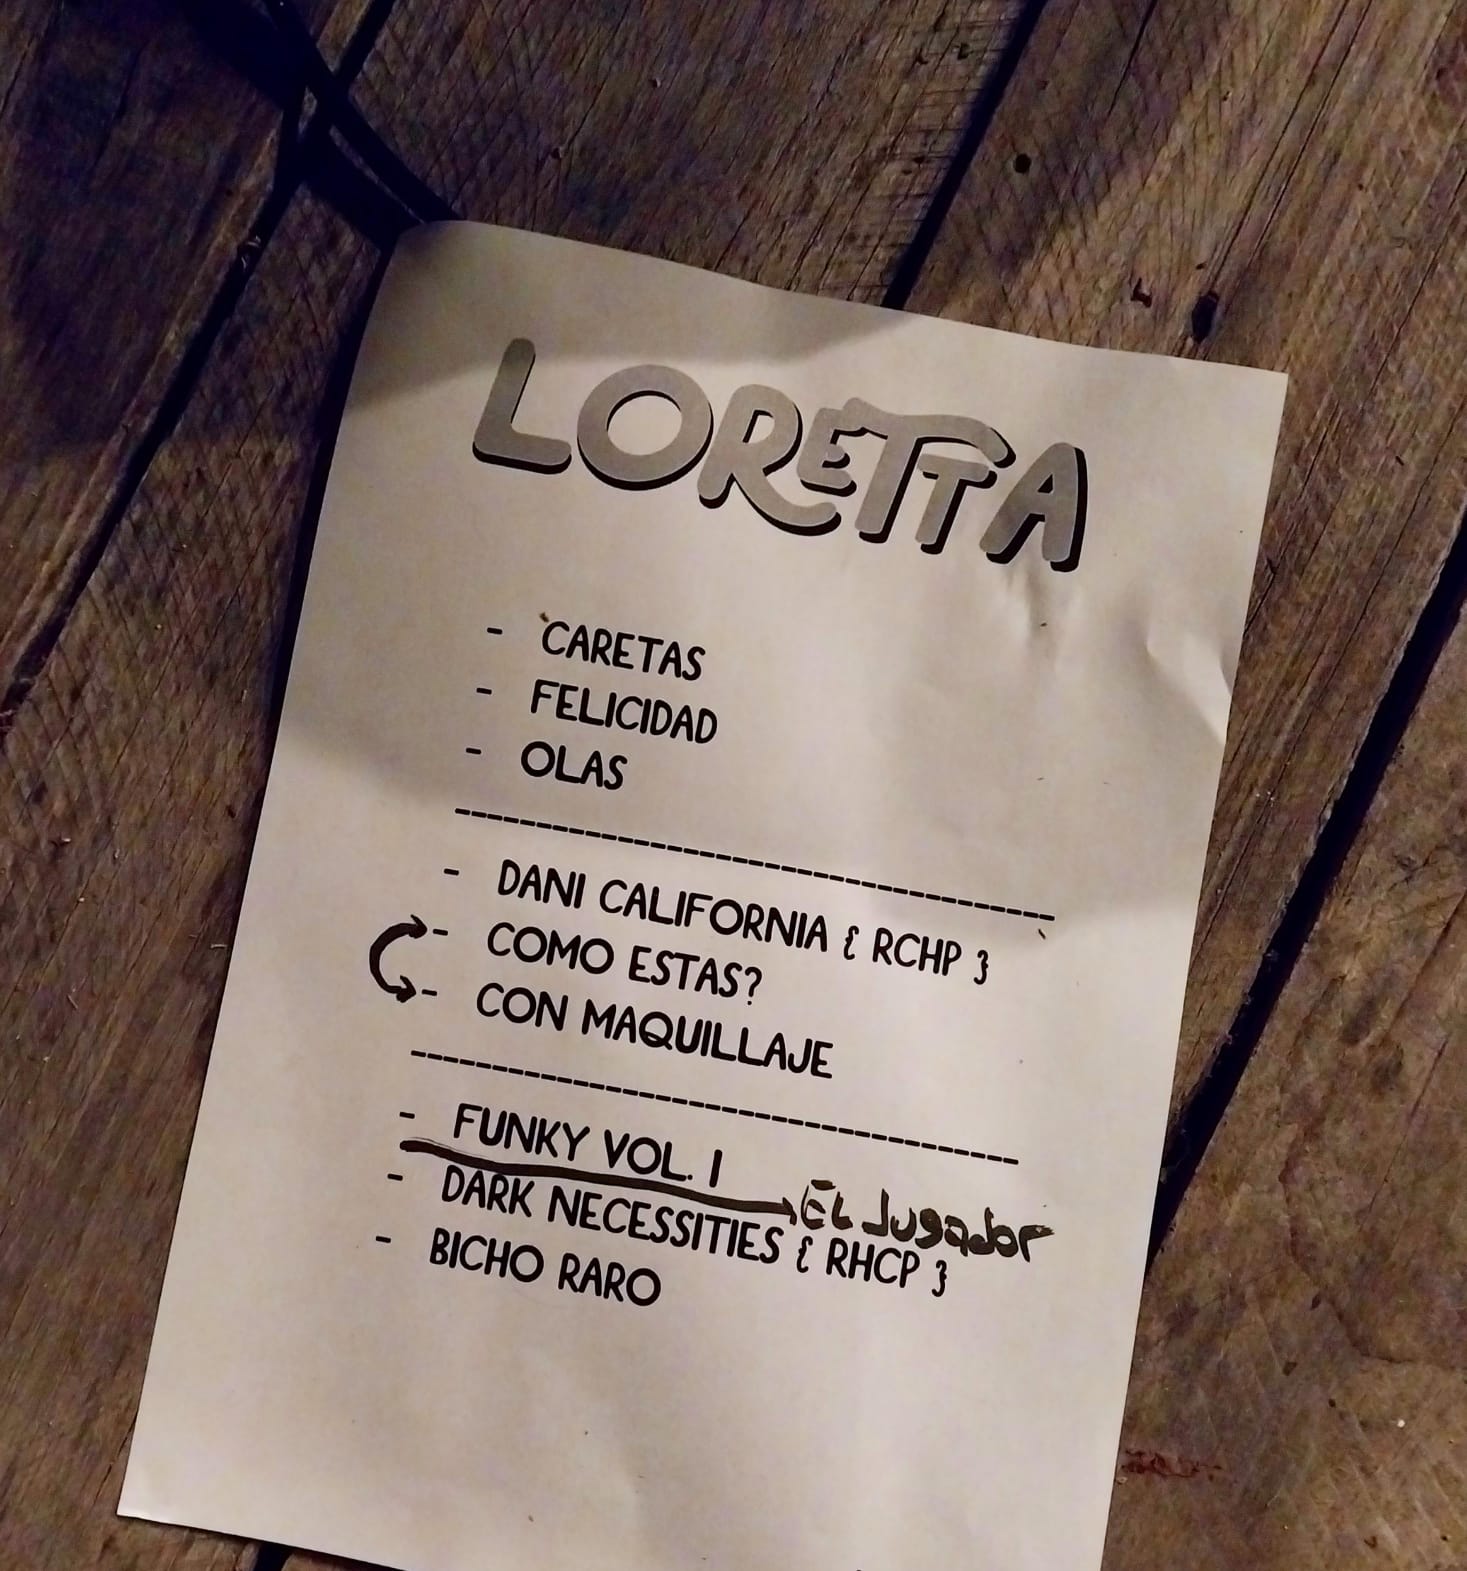 LORETTA
- CARETAS
- FELICIDAD
- OLAS
- DANI CALIFORNIA { RCHP }
- COMO ESTAS?
- CON MAQUILLAJE
- FUNKY VOL. 1
El Jugador
- DARK NECESSITIES { RHCP }
- BICHO RARO